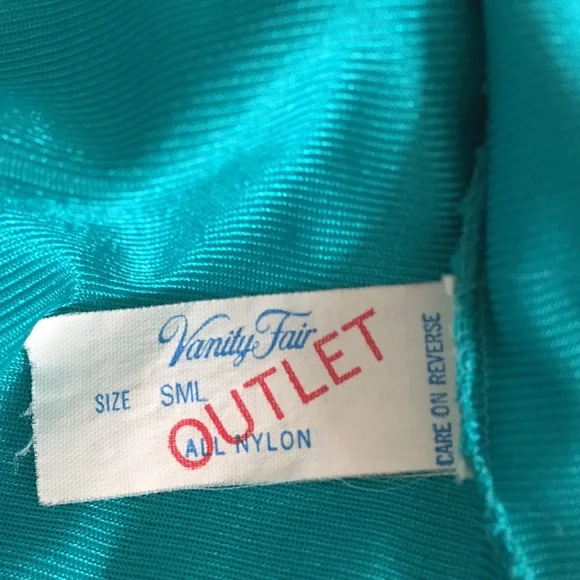 Vanity Fair
SIZE SML
OUTLET
ALL NYLON
CARE ON REVERSE